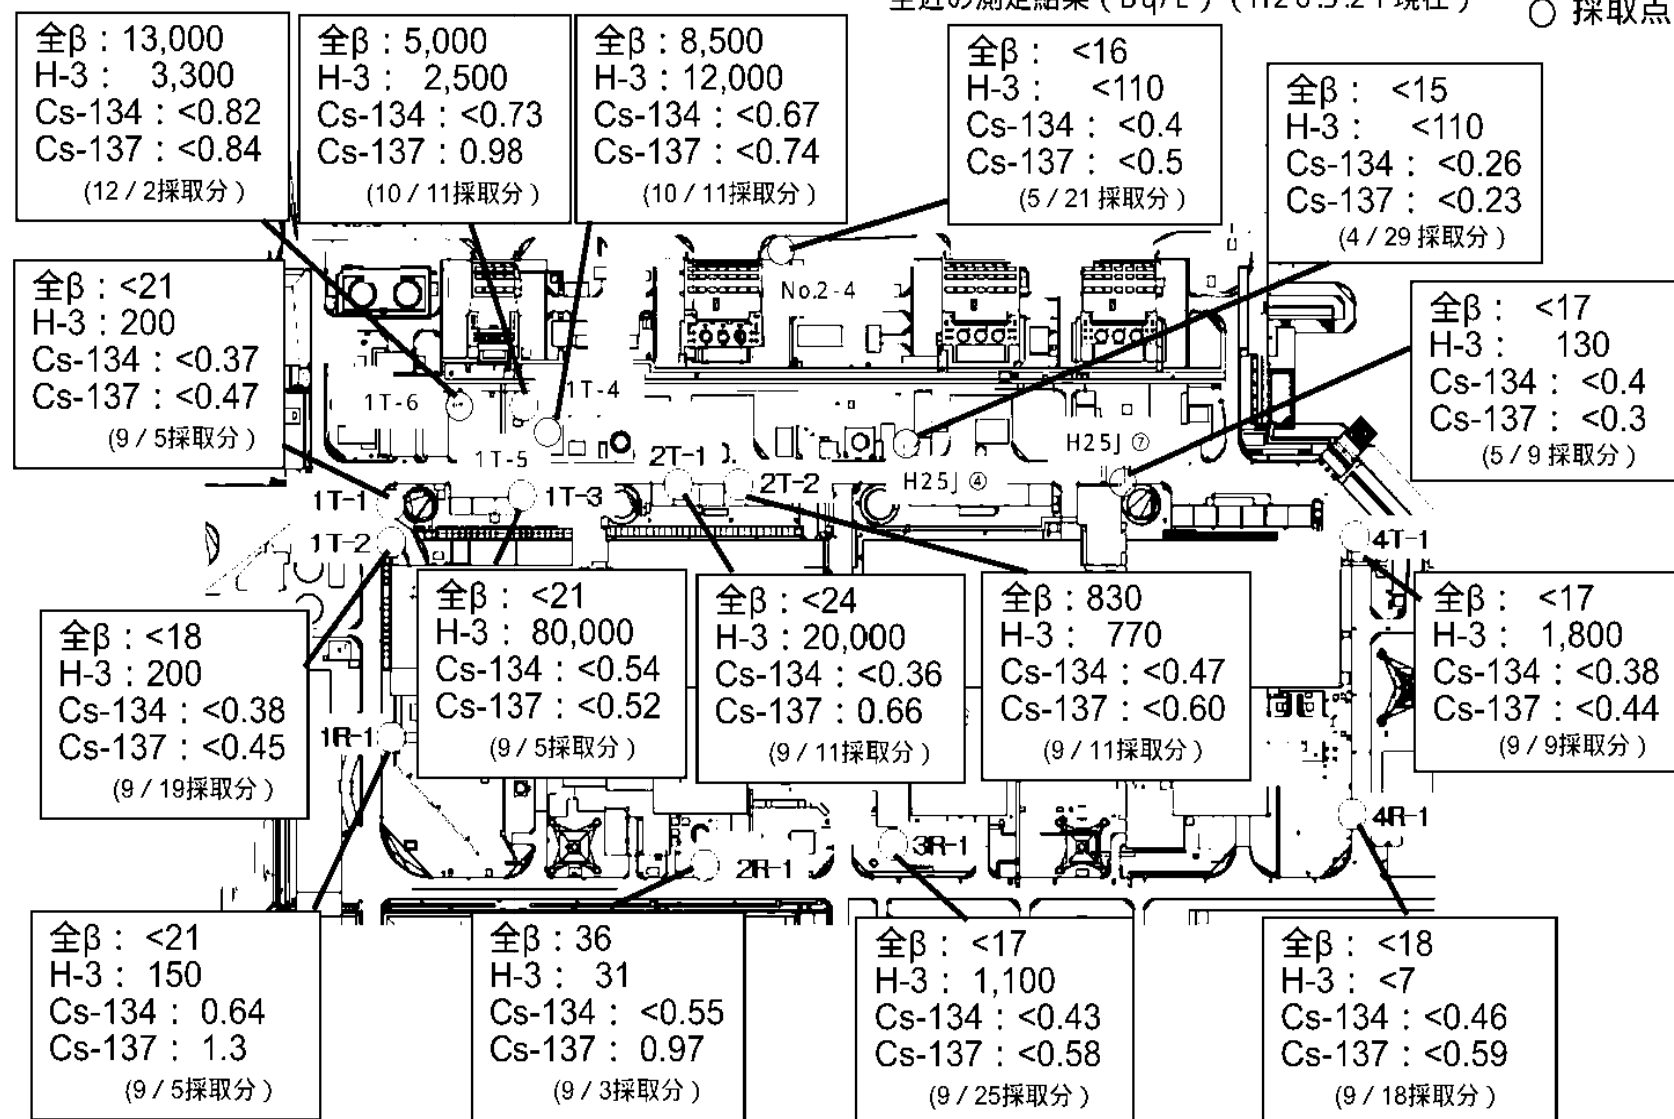 ○ 採取点
全β：13,000
H-3： 3,300
Cs-134：<0.82
Cs-137：<0.84
(12/2採取分)
全β：5,000
H-3： 2,500
Cs-134：<0.73
Cs-137：0.98
(10/11採取分)
全β：8,500
H-3：12,000
Cs-134：<0.67
Cs-137：<0.74
(10/11採取分)
全β： <16
H-3： <110
Cs-134： <0.4
Cs-137： <0.5
(5/21 採取分)
全β： <15
H-3： <110
Cs-134： <0.26
Cs-137： <0.23
(4/29 採取分)
全β：<21
H-3：200
Cs-134：<0.37
Cs-137：<0.47
(9/5採取分)
全β： <17
H-3： 130
Cs-134： <0.4
Cs-137： <0.3
(5/9 採取分)
No.2-4
1T-6
1T-4
1T-5
2T-1
2T-2
H25J⑦
H25J④
1T-1
1T-3
1T-2
4T-1
全β：<18
H-3：200
Cs-134：<0.38
Cs-137：<0.45
(9/19採取分)
全β： <21
H-3： 80,000
Cs-134：<0.54
Cs-137：<0.52
(9/5採取分)
全β：<24
H-3：20,000
Cs-134：<0.36
Cs-137：0.66
(9/11採取分)
全β：830
H-3： 770
Cs-134：<0.47
Cs-137：<0.60
(9/11採取分)
全β： <17
H-3： 1,800
Cs-134：<0.38
Cs-137：<0.44
(9/9採取分)
1R-1
2R-1
3R-1
4R-1
全β： <21
H-3： 150
Cs-134： 0.64
Cs-137： 1.3
(9/5採取分)
全β：36
H-3： 31
Cs-134： <0.55
Cs-137： 0.97
(9/3採取分)
全β： <17
H-3： 1,100
Cs-134：<0.43
Cs-137：<0.58
(9/25採取分)
全β： <18
H-3： <7
Cs-134：<0.46
Cs-137：<0.59
(9/18採取分)